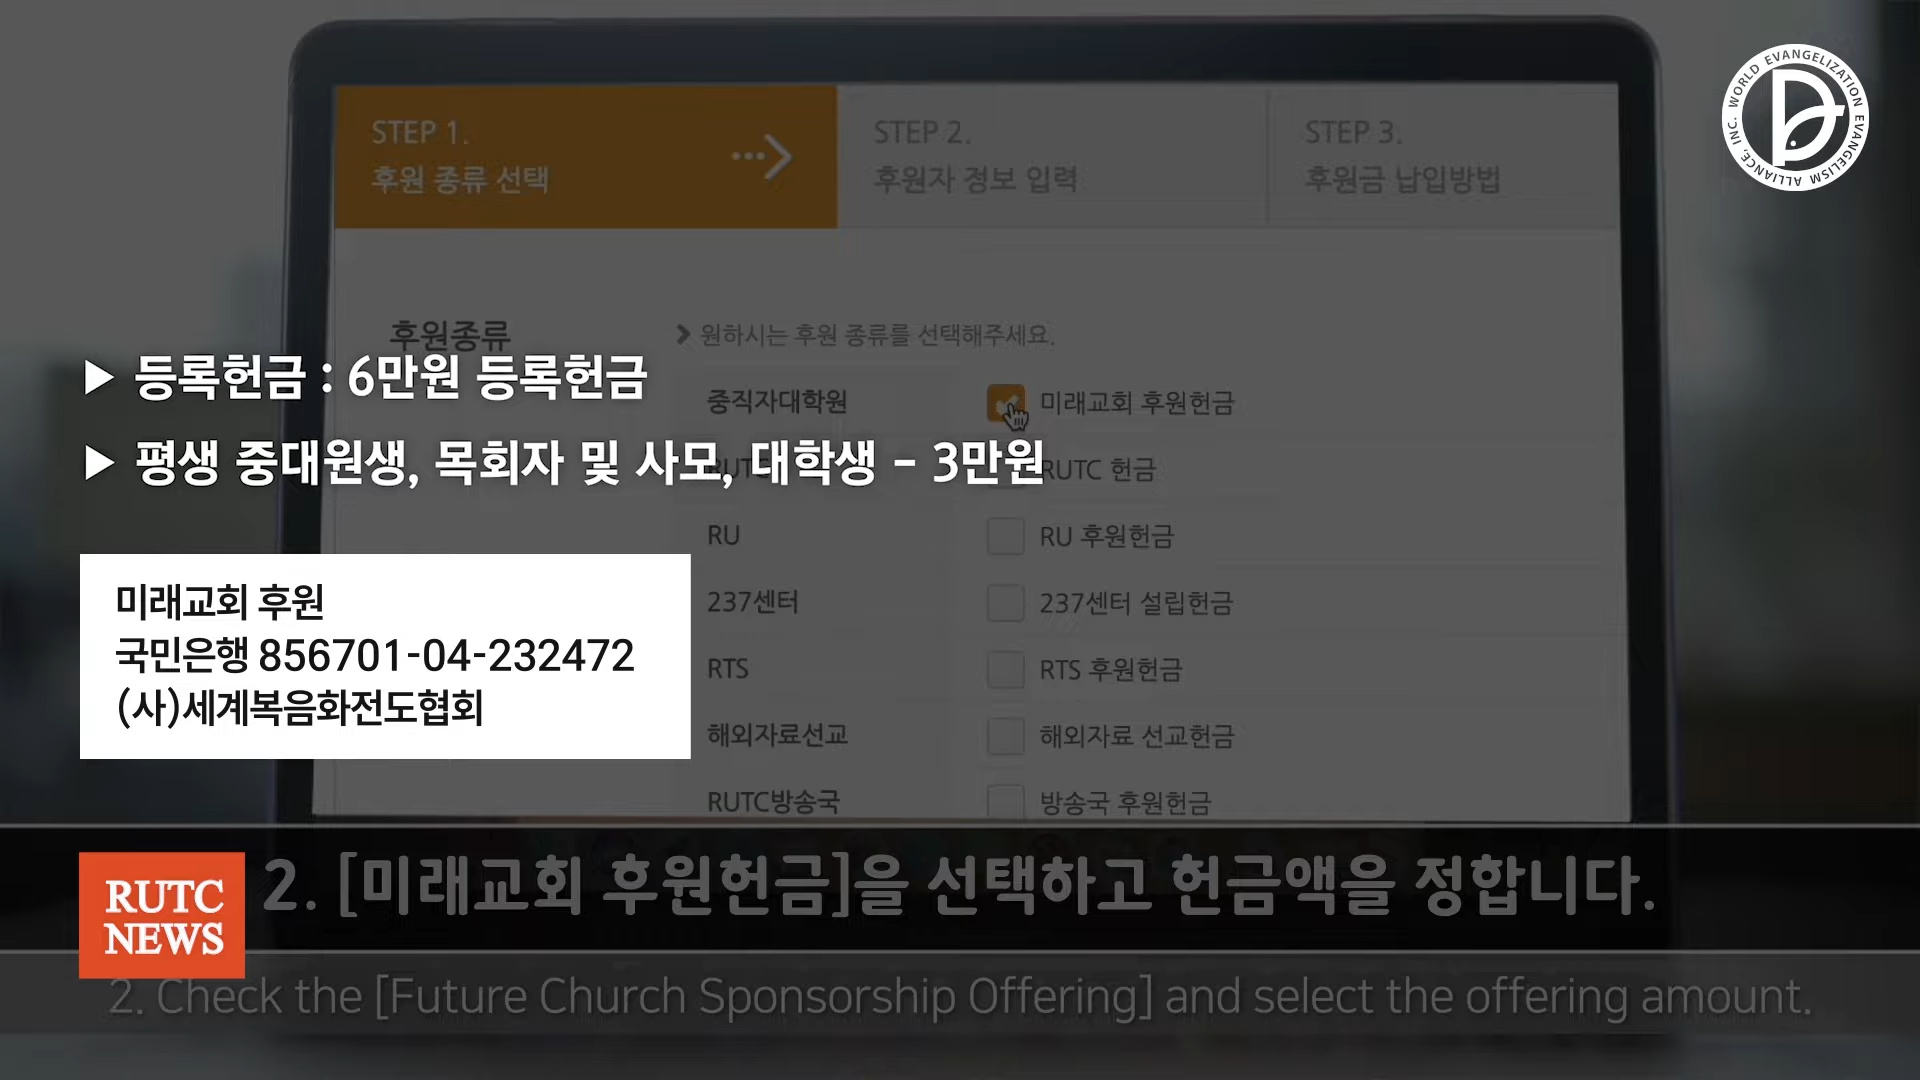 WORLD EVANGELIZATION EVANGELISM ALLIANCE, INC.
STEP 1.
후원 종류 선택
STEP 2.
후원자 정보 입력
STEP 3.
후원금 납입방법
후원종류
원하시는 후원 종류를 선택해주세요.
▶ 등록헌금 : 6만원 등록헌금
중직자대학원
미래교회 후원헌금
▶ 평생 중대원생, 목회자 및 사모, 대학생 - 3만원
RUTC 헌금
RU
RU 후원헌금
237센터
237센터 설립헌금
RTS
RTS 후원헌금
해외자료선교
해외자료 선교헌금
RUTC방송국
방송국 후원헌금
미래교회 후원
국민은행 856701-04-232472
(사)세계복음화전도협회
RUTC
NEWS
2. [미래교회 후원헌금]을 선택하고 헌금액을 정합니다.
2. Check the [Future Church Sponsorship Offering] and select the offering amount.